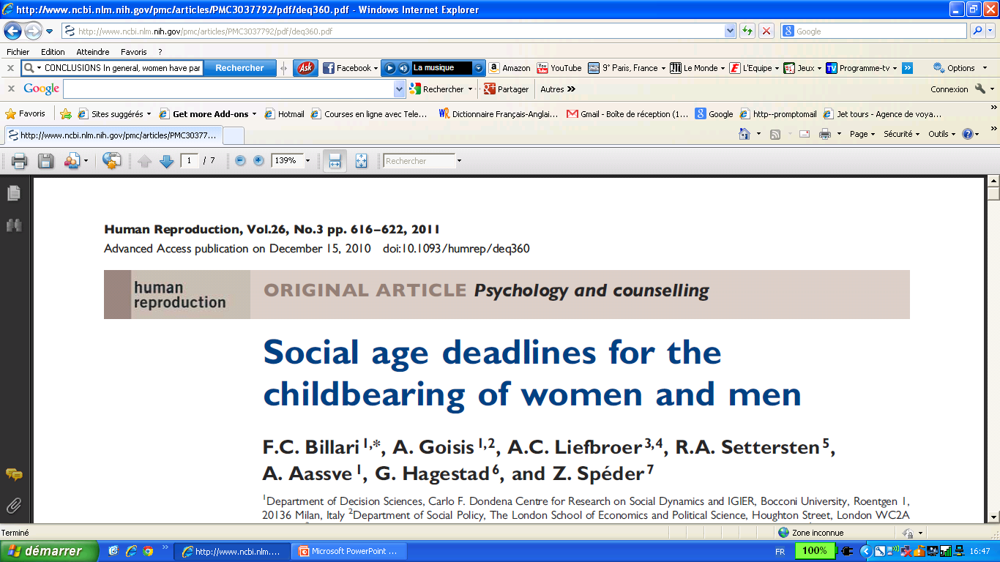 http://www.ncbi.nlm.nih.gov/pmc/articles/PMC3037792/pdf/deq360.pdf - Windows Internet Explorer
http://www.ncbi.nlm.nih.gov/pmc/articles/PMC3037792/pdf/deq360.pdf Google
Fichier Edition Atteindre Favoris ?
CONCLUSIONS In general, women have par Rechercher Ask Facebook La musique Amazon YouTube 9° Paris, France Le Monde L'Equipe Jeux Programme-tv Options
Google Rechercher Partager Autres Connexion
Favoris Sites suggérés Get more Add-ons Hotmail Courses en ligne avec Tele... Dictionnaire Français-Anglai... Gmail - Boîte de réception (1... Google http--promptomail Jet tours - Agence de voya...
http://www.ncbi.nlm.nih.gov/pmc/articles/PMC30377... Page Sécurité Outils
1 / 7 139% Rechercher
Human Reproduction, Vol.26, No.3 pp. 616–622, 2011
Advanced Access publication on December 15, 2010 doi:10.1093/humrep/deq360
human
reproduction
ORIGINAL ARTICLE Psychology and counselling
Social age deadlines for the
childbearing of women and men
F.C. Billari 1,*, A. Goisis 1,2, A.C. Liefbroer 3,4, R.A. Settersten 5,
A. Aassve 1, G. Hagestad 6, and Z. Spéder 7
1Department of Decision Sciences, Carlo F. Dondena Centre for Research on Social Dynamics and IGIER, Bocconi University, Roentgen 1,
20136 Milan, Italy 2Department of Social Policy, The London School of Economics and Political Science, Houghton Street, London WC2A
Terminé Zone inconnue
démarrer http://www.ncbi.nlm.... Microsoft PowerPoint ... FR 100% 16:47